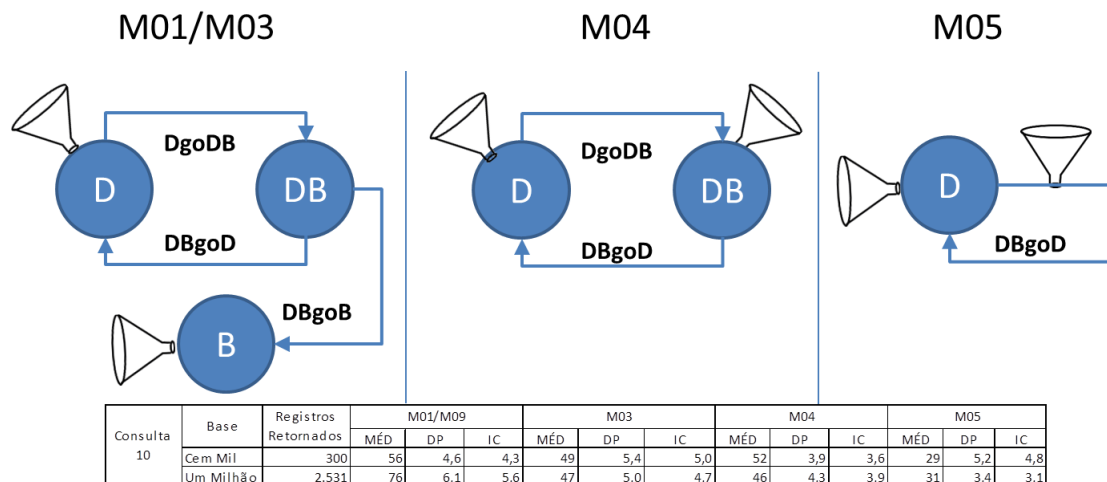 M01/M03 M04 M05
DgoDB DgoDB
D DB D DB D
DBgoD DBgoD DBgoD
DBgoB
B
Consulta 10 Base Registros Retornados M01/M09 M03 M04 M05
MÉD DP IC MÉD DP IC MÉD DP IC MÉD DP IC
Cem Mil 300 56 4,6 4,3 49 5,4 5,0 52 3,9 3,6 29 5,2 4,8
Um Milhão 2.531 76 6,1 5,6 47 5,0 4,7 46 4,3 3,9 31 3,4 3,1